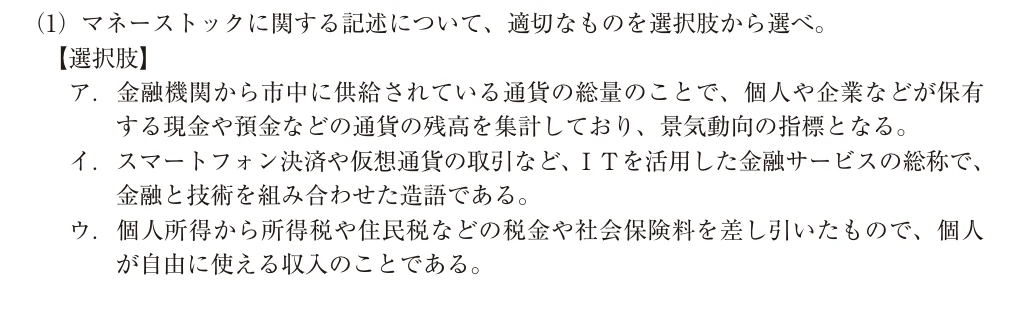 (1) マネーストックに関する記述について、適切なものを選択肢から選べ。
【選択肢】
ア．金融機関から市中に供給されている通貨の総量のことで、個人や企業などが保有
する現金や預金などの通貨の残高を集計しており、景気動向の指標となる。
イ．スマートフォン決済や仮想通貨の取引など、ＩＴを活用した金融サービスの総称で、
金融と技術を組み合わせた造語である。
ウ．個人所得から所得税や住民税などの税金や社会保険料を差し引いたもので、個人
が自由に使える収入のことである。